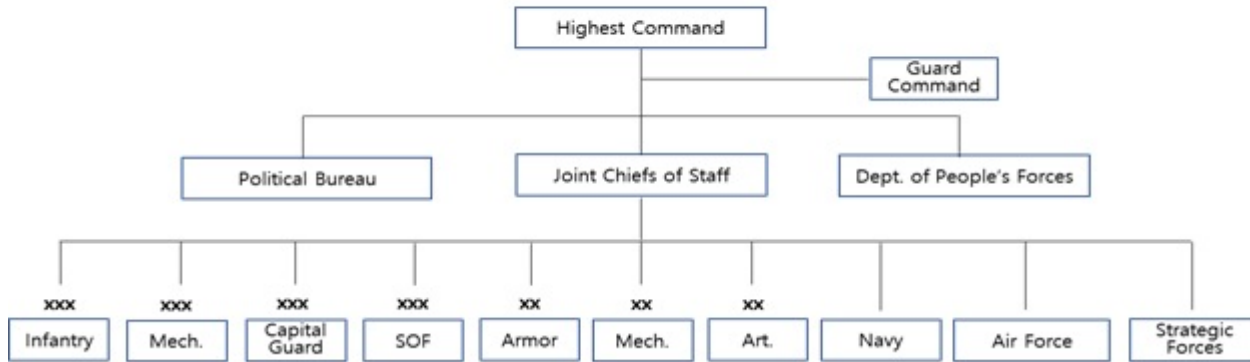 Highest Command
Guard
Command
Political Bureau
Joint Chiefs of Staff
Dept. of People's Forces
xxx xxx xxx xxx xx xx xx
Infantry Mech. Capital
Guard SOF Armor Mech. Art. Navy Air Force Strategic
Forces